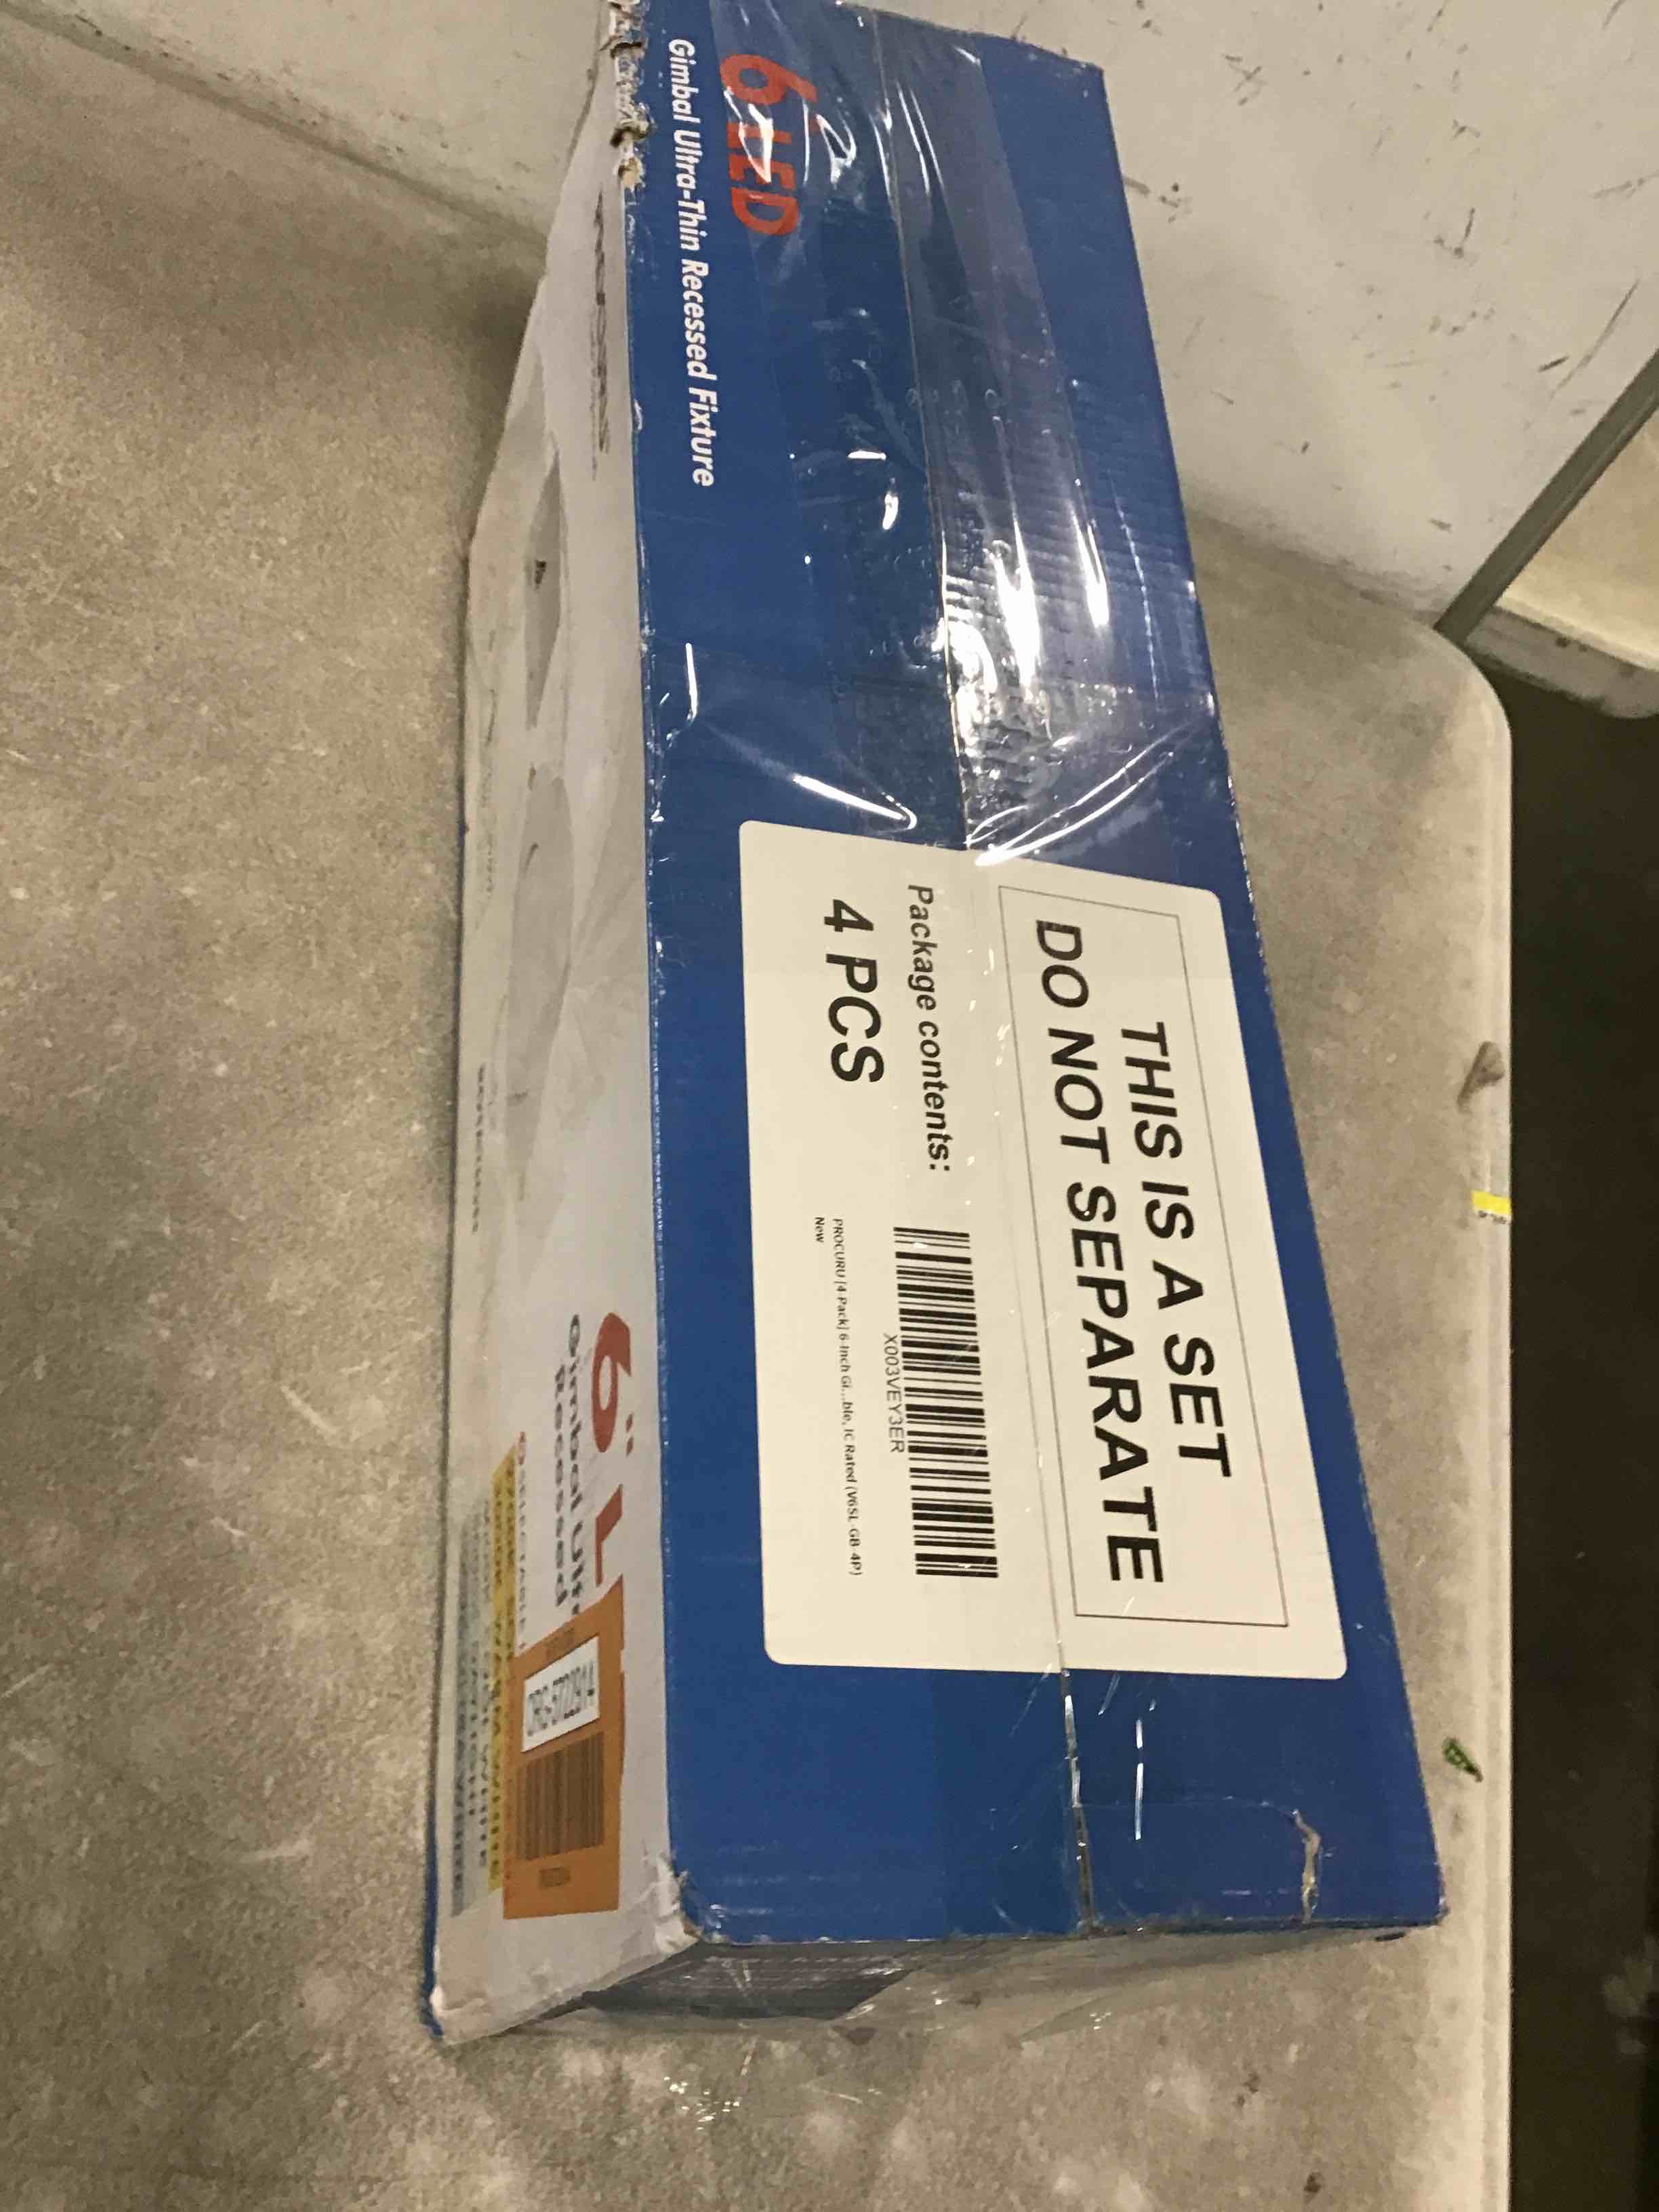 6" LED
Gimbal Ultra-Thin Recessed Fixture
THIS IS A SET
DO NOT SEPARATE
Package contents:
4 PCS
X003VEY3ER
PROCURU [4-Pack] 6-Inch Gi...ble, IC Rated (V6SL-GB-4P)
New
6" L
Gimbal Ult
Recessed
SELECTABLE